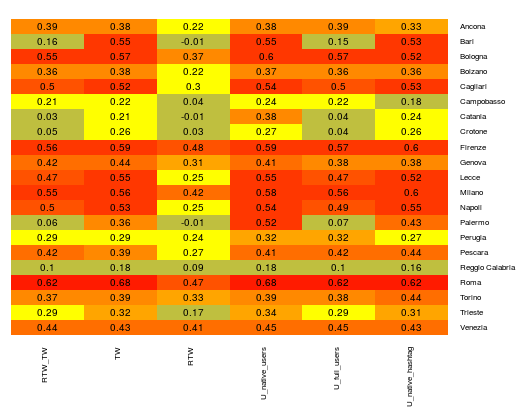 0.39 0.38 0.22 0.38 0.39 0.33 Ancona
0.16 0.55 -0.01 0.55 0.15 0.53 Bari
0.55 0.57 0.37 0.6 0.57 0.52 Bologna
0.36 0.38 0.22 0.37 0.36 0.36 Bolzano
0.5 0.52 0.3 0.54 0.5 0.53 Cagliari
0.21 0.22 0.04 0.24 0.22 0.18 Campobasso
0.03 0.21 -0.01 0.38 0.04 0.24 Catania
0.05 0.26 0.03 0.27 0.04 0.26 Crotone
0.56 0.59 0.48 0.59 0.57 0.6 Firenze
0.42 0.44 0.31 0.41 0.38 0.38 Genova
0.47 0.55 0.25 0.55 0.47 0.52 Lecce
0.55 0.56 0.42 0.58 0.56 0.6 Milano
0.5 0.53 0.25 0.54 0.49 0.55 Napoli
0.06 0.36 -0.01 0.52 0.07 0.43 Palermo
0.29 0.29 0.24 0.32 0.32 0.27 Perugia
0.42 0.39 0.27 0.41 0.42 0.44 Pescara
0.1 0.18 0.09 0.18 0.1 0.16 Reggio Calabria
0.62 0.68 0.47 0.68 0.62 0.62 Roma
0.37 0.39 0.33 0.39 0.38 0.44 Torino
0.29 0.32 0.17 0.34 0.29 0.31 Trieste
0.44 0.43 0.41 0.45 0.45 0.43 Venezia
RTW_TW
TW
RTW
U_native_users
U_full_users
U_native_hashtag